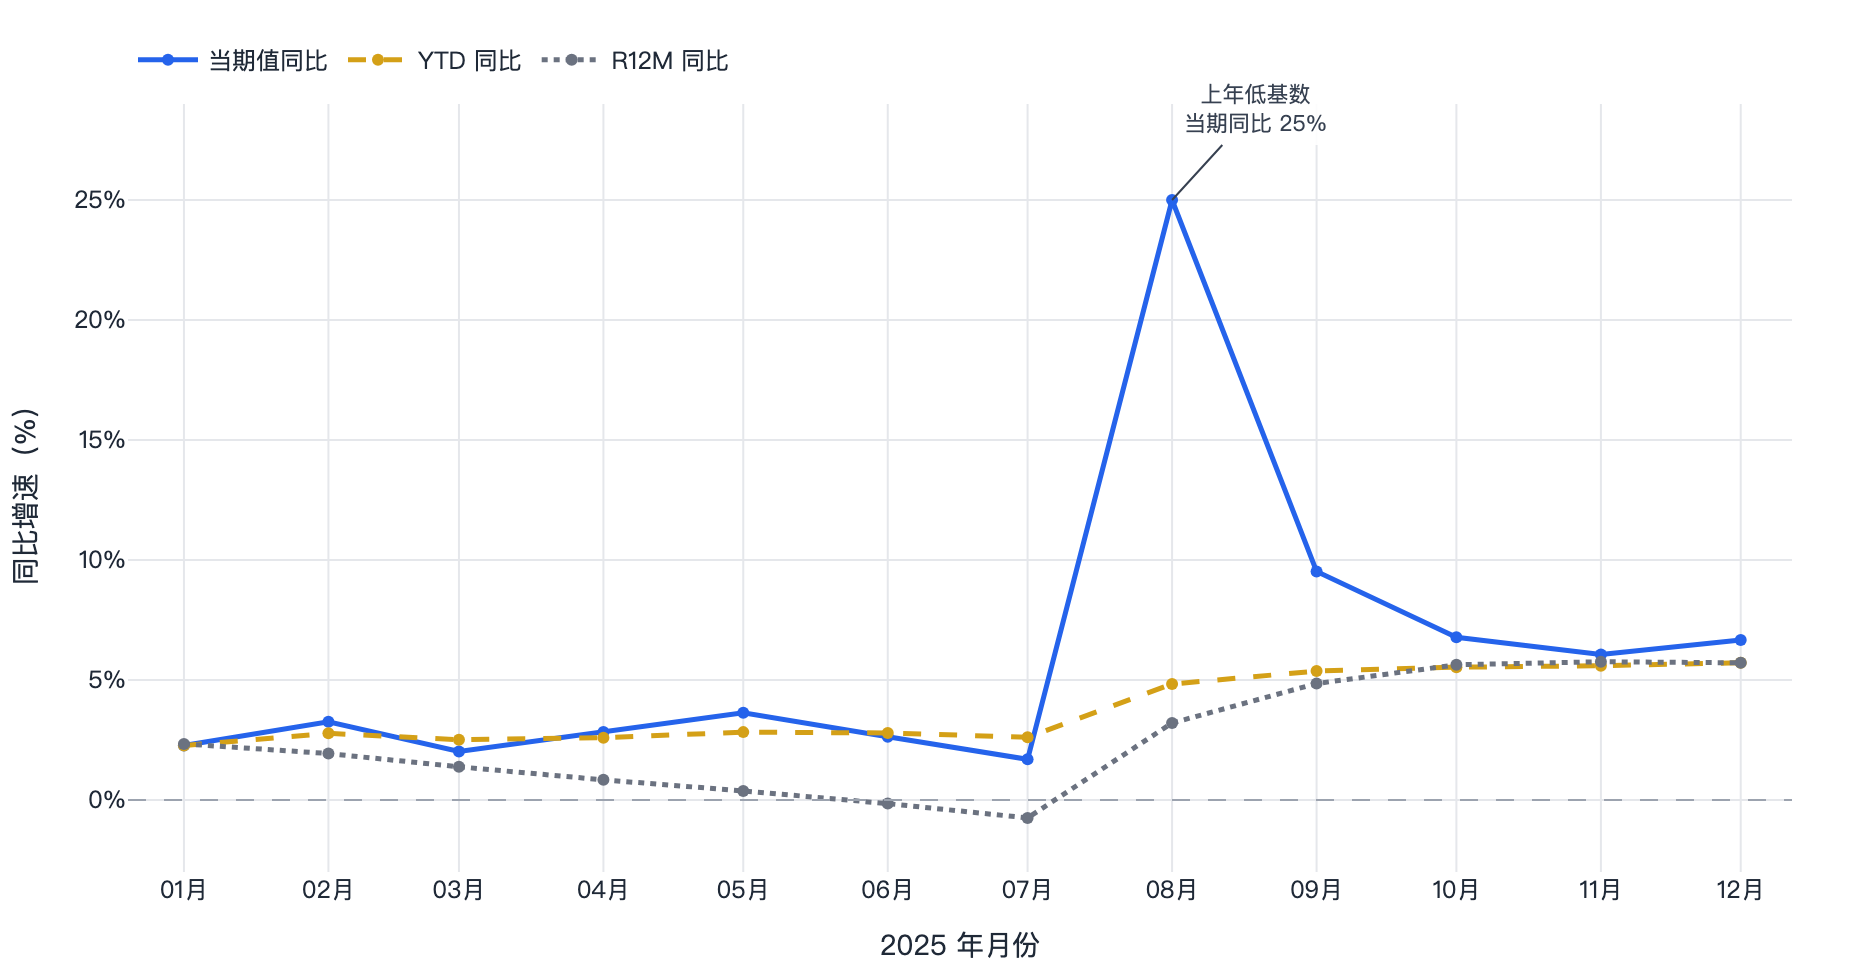 当期值同比 YTD 同比 R12M 同比
上年低基数
当期同比 25%
25%
20%
15%
10%
5%
0%
同比增速（%）
01月 02月 03月 04月 05月 06月 07月 08月 09月 10月 11月 12月
2025 年月份